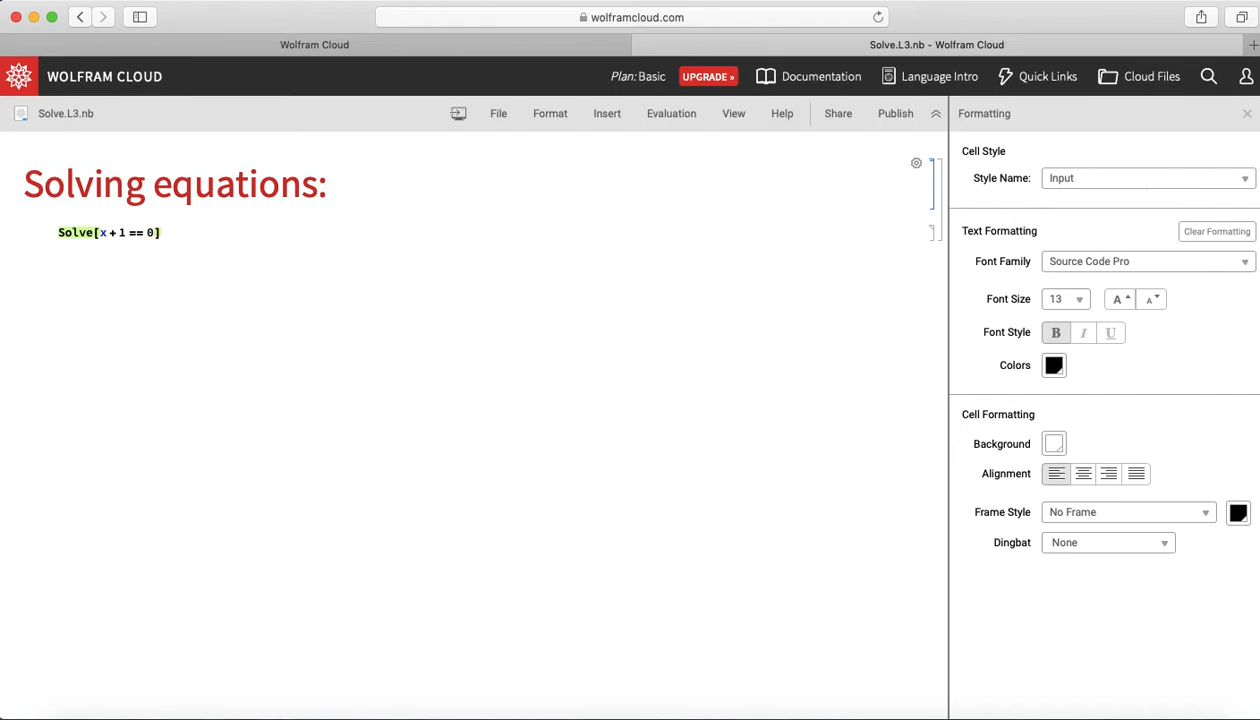 wolframcloud.com
Wolfram Cloud
Solve.L3.nb - Wolfram Cloud
WOLFRAM CLOUD
Plan: Basic
UPGRADE »
Documentation
Language Intro
Quick Links
Cloud Files
Solve.L3.nb
File
Format
Insert
Evaluation
View
Help
Share
Publish
Formatting
Solving equations:
Solve[x + 1 == 0]
Cell Style
Style Name: Input
Text Formatting
Clear Formatting
Font Family Source Code Pro
Font Size 13 A A
Font Style B I U
Colors
Cell Formatting
Background
Alignment
Frame Style No Frame
Dingbat None